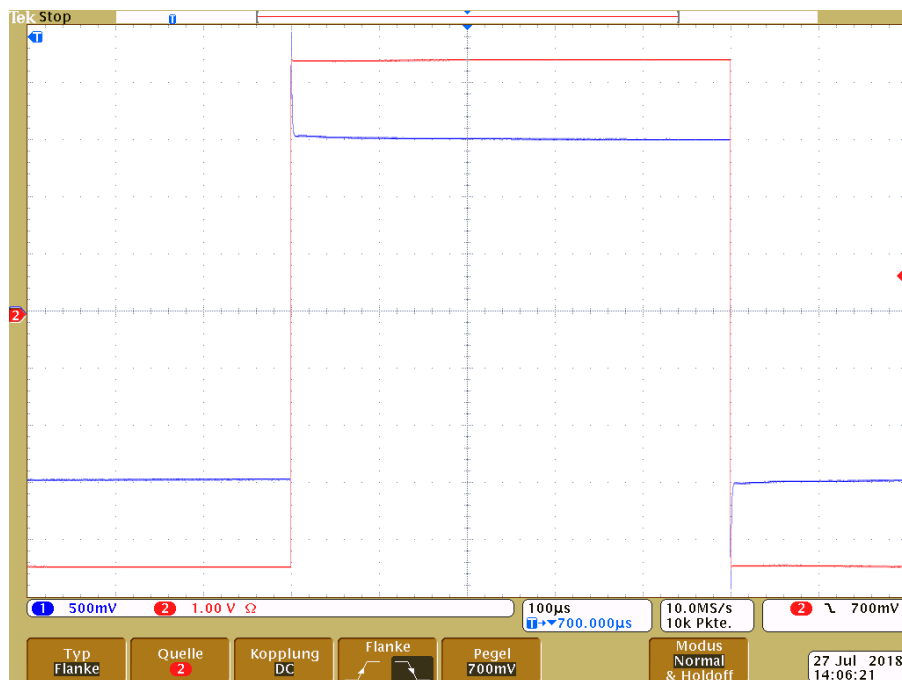 Tek Stop
T
T
2
1 500mV 2 1.00 V Ω
100µs
T→▼700.000µs
10.0MS/s
10k Pkte.
2 700mV
Typ
Flanke
Quelle
2
Kopplung
DC
Flanke
Pegel
700mV
Modus
Normal
& Holdoff
27 Jul 2018
14:06:21